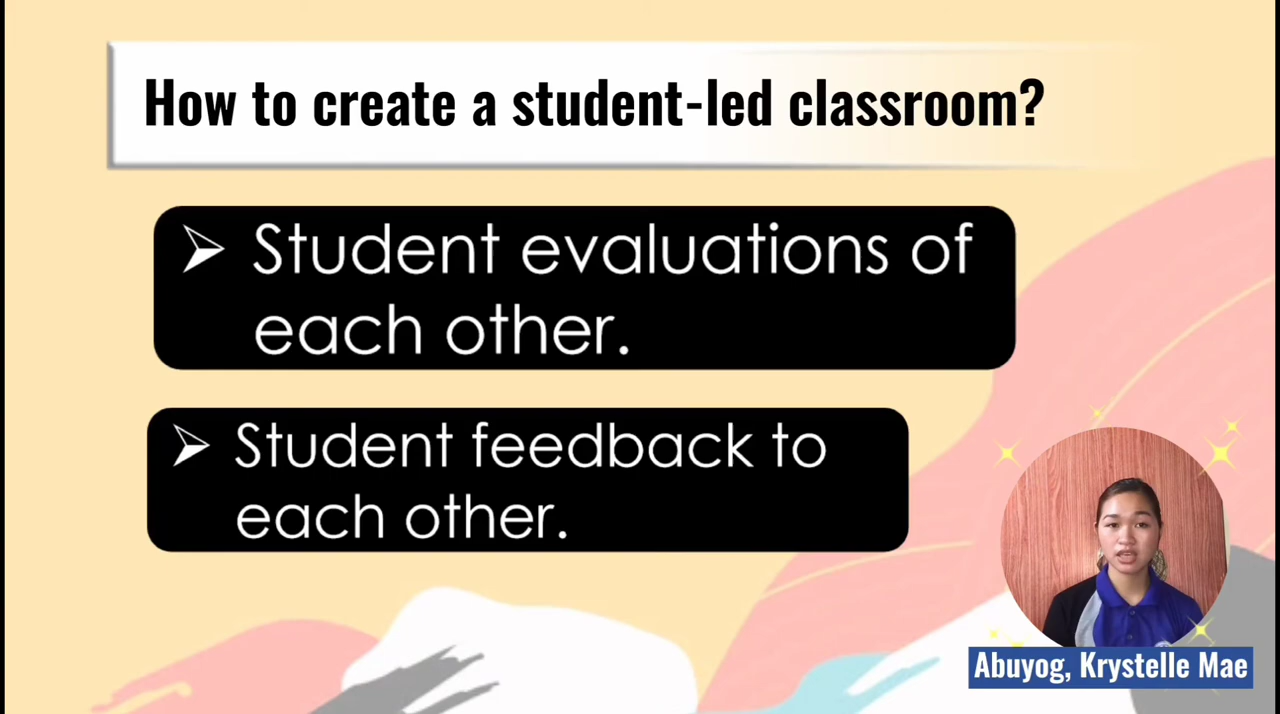 How to create a student-led classroom?
➢ Student evaluations of
each other.
➢ Student feedback to
each other.
Abuyog, Krystelle Mae